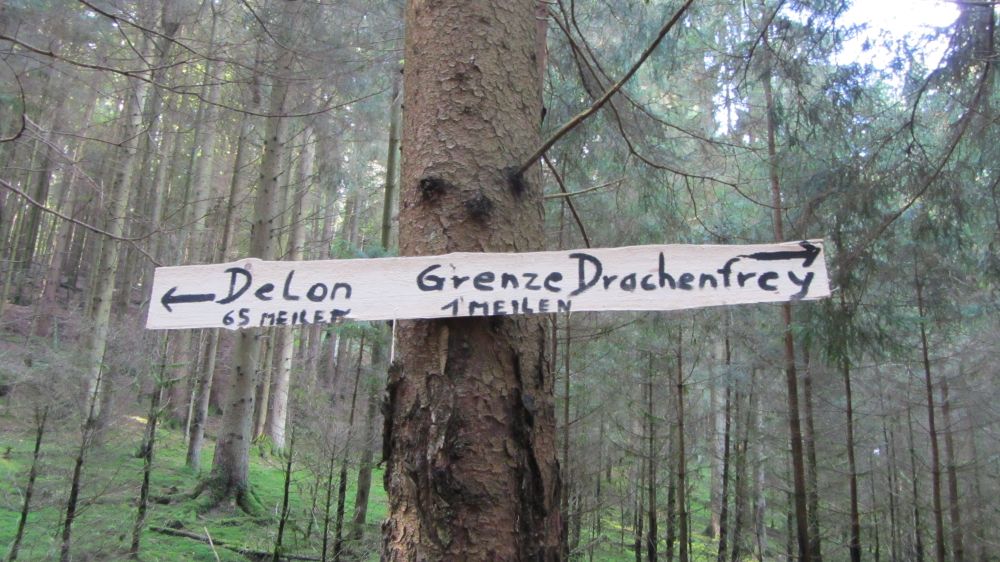 ← Delon
65 MEILEN
Grenze Drachenfrey →
1 MEILEN